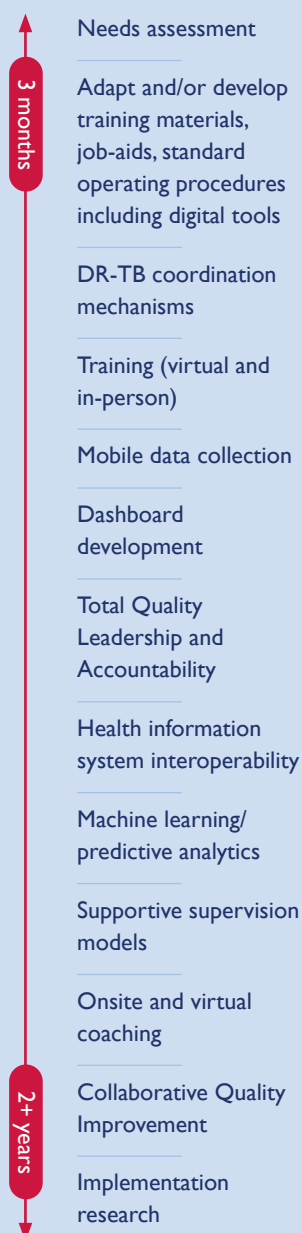 Needs assessment
3 months
Adapt and/or develop
training materials,
job-aids, standard
operating procedures
including digital tools
DR-TB coordination
mechanisms
Training (virtual and
in-person)
Mobile data collection
Dashboard
development
Total Quality
Leadership and
Accountability
Health information
system interoperability
Machine learning/
predictive analytics
Supportive supervision
models
Onsite and virtual
coaching
2+ years
Collaborative Quality
Improvement
Implementation
research